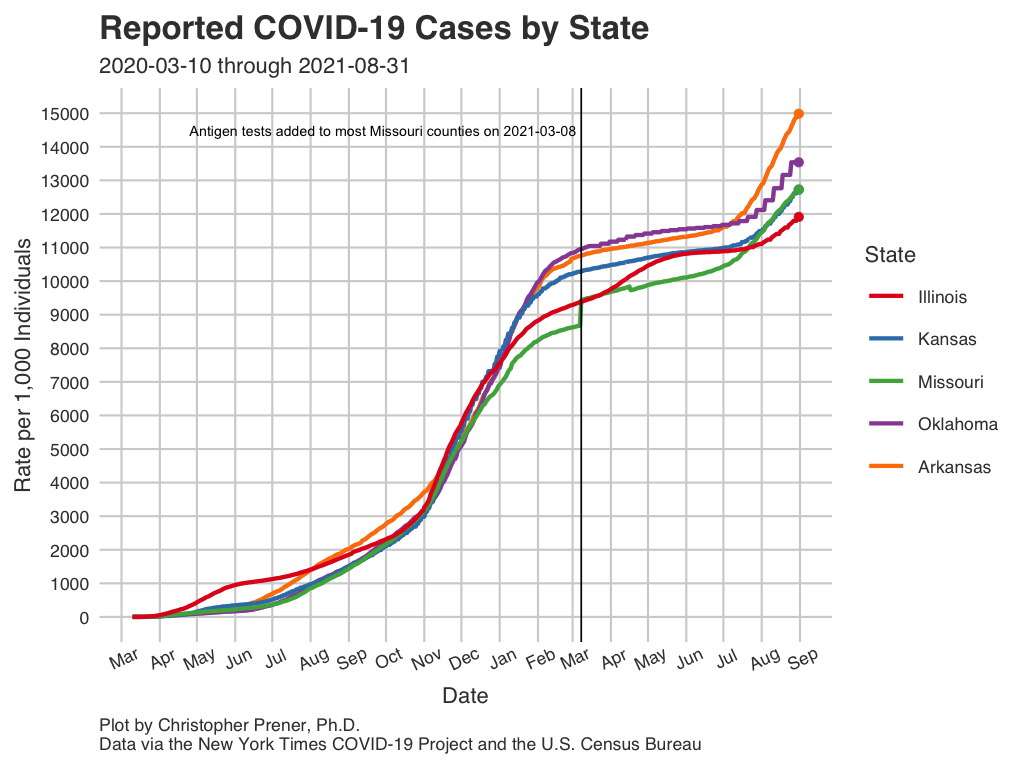 Reported COVID-19 Cases by State
2020-03-10 through 2021-08-31
Antigen tests added to most Missouri counties on 2021-03-08
Rate per 1,000 Individuals
15000
14000
13000
12000
11000
10000
9000
8000
7000
6000
5000
4000
3000
2000
1000
0
Mar Apr May Jun Jul Aug Sep Oct Nov Dec Jan Feb Mar Apr May Jun Jul Aug Sep
Date
State
Illinois
Kansas
Missouri
Oklahoma
Arkansas
Plot by Christopher Prener, Ph.D.
Data via the New York Times COVID-19 Project and the U.S. Census Bureau